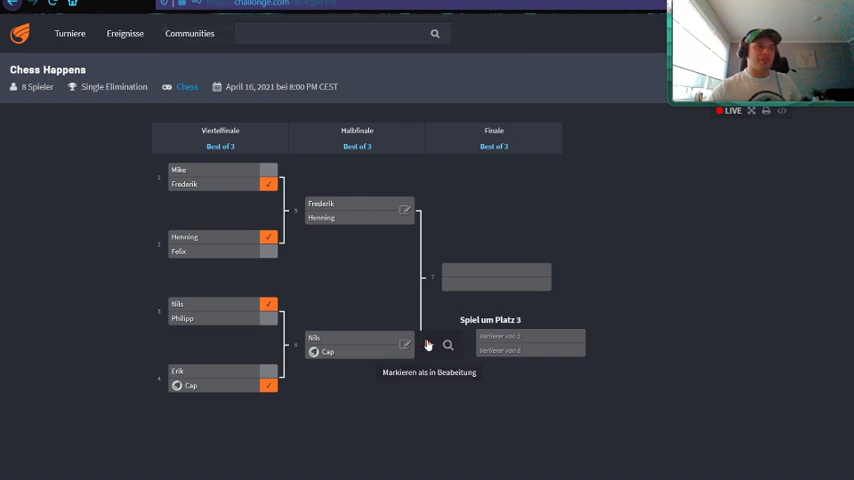 challonge.com
Turniere
Ereignisse
Communities
Chess Happens
8 Spieler
Single Elimination
Chess
April 16, 2021 bei 8:00 PM CEST
LIVE
Viertelfinale
Halbfinale
Finale
Best of 3
Best of 3
Best of 3
1
Mike
Frederik
5
Frederik
Henning
2
Henning
Felix
7
3
Nils
Philipp
6
Nils
Cap
Spiel um Platz 3
Verlierer von 5
Verlierer von 6
4
Erik
Cap
Markieren als in Beabeitung